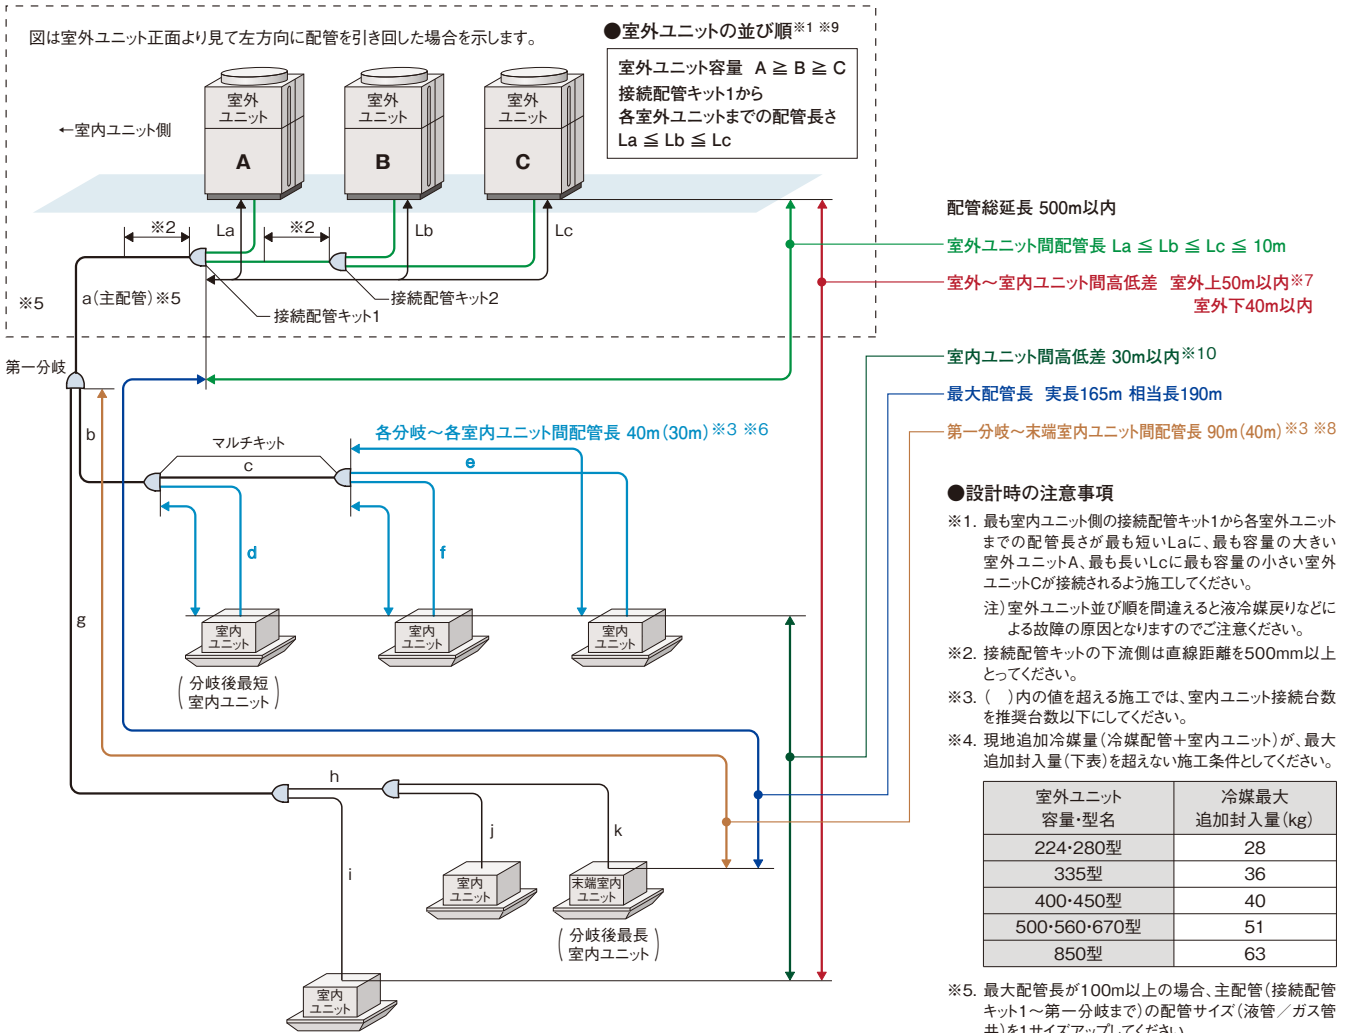 図は室外ユニット正面より見て左方向に配管を引き回した場合を示します。
●室外ユニットの並び順※1 ※9
室外ユニット容量 A ≧ B ≧ C
接続配管キット1から
各室外ユニットまでの配管長さ
La ≦ Lb ≦ Lc
室外
ユニット
A
室外
ユニット
B
室外
ユニット
C
←室内ユニット側
※2
La
※2
Lb
Lc
※5
a(主配管)※5
接続配管キット2
接続配管キット1
第一分岐
配管総延長 500m以内
室外ユニット間配管長 La ≦ Lb ≦ Lc ≦ 10m
室外~室内ユニット間高低差 室外上50m以内※7
室外下40m以内
室内ユニット間高低差 30m以内※10
最大配管長 実長165m 相当長190m
第一分岐~末端室内ユニット間配管長 90m(40m)※3 ※8
b
マルチキット
c
各分岐~各室内ユニット間配管長 40m(30m)※3 ※6
e
d
f
g
室内
ユニット
(分岐後最短
室内ユニット)
室内
ユニット
室内
ユニット
h
i
j
k
室内
ユニット
末端室内
ユニット
(分岐後最長
室内ユニット)
室内
ユニット
●設計時の注意事項
※1. 最も室内ユニット側の接続配管キット1から各室外ユニット
までの配管長さが最も短いLaに、最も容量の大きい
室外ユニットA、最も長いLcに最も容量の小さい室外
ユニットCが接続されるよう施工してください。
注)室外ユニット並び順を間違えると液冷媒戻りなどに
よる故障の原因となりますのでご注意ください。
※2. 接続配管キットの下流側は直線距離を500mm以上
とってください。
※3. ( )内の値を超える施工では、室内ユニット接続台数
を推奨台数以下にしてください。
※4. 現地追加冷媒量(冷媒配管+室内ユニット)が、最大
追加封入量(下表)を超えない施工条件としてください。
室外ユニット
容量・型名
冷媒最大
追加封入量(kg)
224・280型 28
335型 36
400・450型 40
500・560・670型 51
850型 63
※5. 最大配管長が100m以上の場合、主配管(接続配管
キット1~第一分岐まで)の配管サイズ(液管/ガス管
共)を1サイズアップしてください。